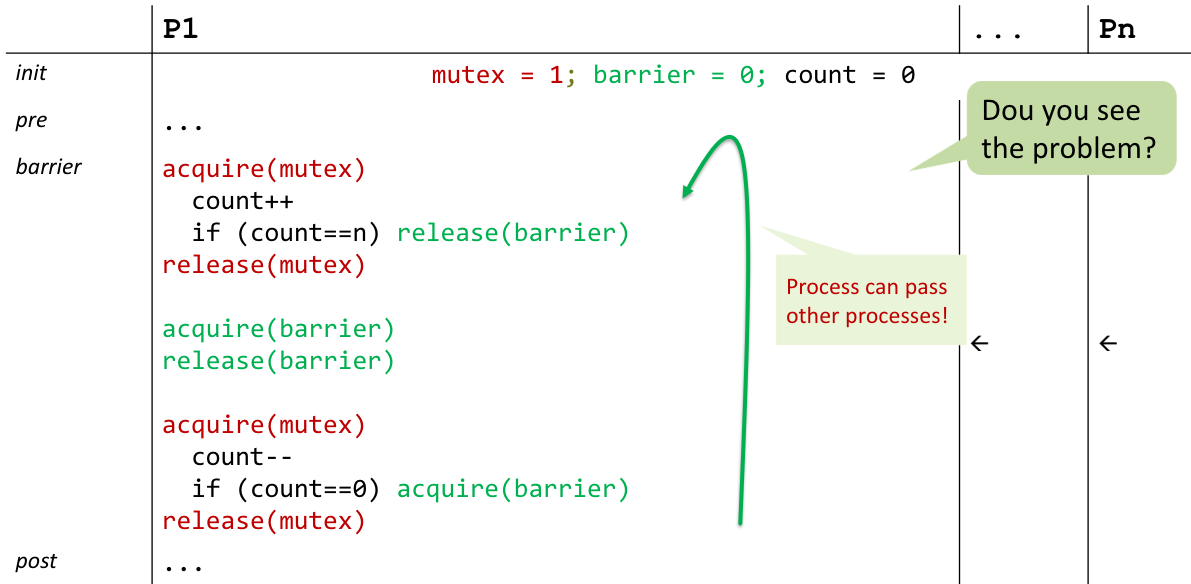 P1 ... Pn
init mutex = 1; barrier = 0; count = 0
pre ...
Dou you see
the problem?
barrier acquire(mutex)
count++
if (count==n) release(barrier)
release(mutex)
Process can pass
other processes!
acquire(barrier)
release(barrier)
← ←
acquire(mutex)
count--
if (count==0) acquire(barrier)
release(mutex)
post ...